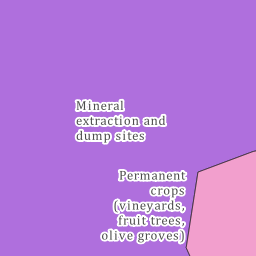 Mineral
extraction and
dump sites
Permanent
crops
(vineyards,
fruit trees,
olive groves)